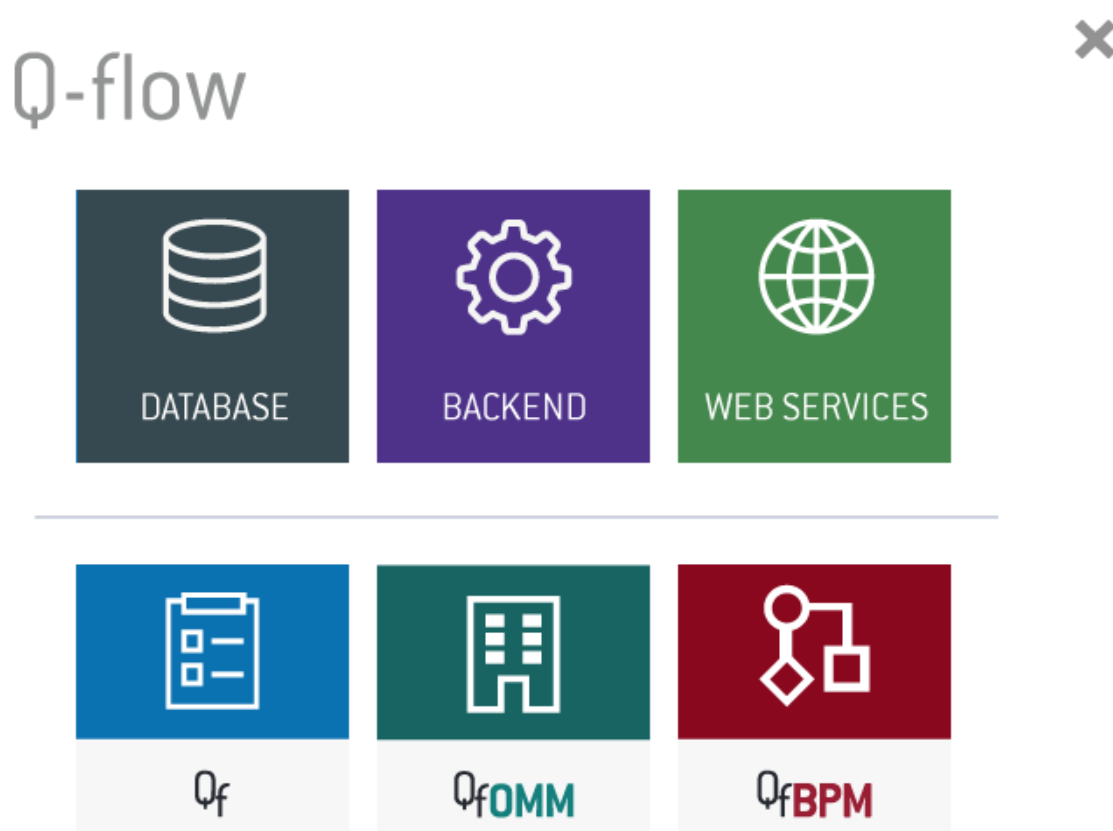 Q-flow
DATABASE
BACKEND
WEB SERVICES
Qf
QfOMM
QfBPM